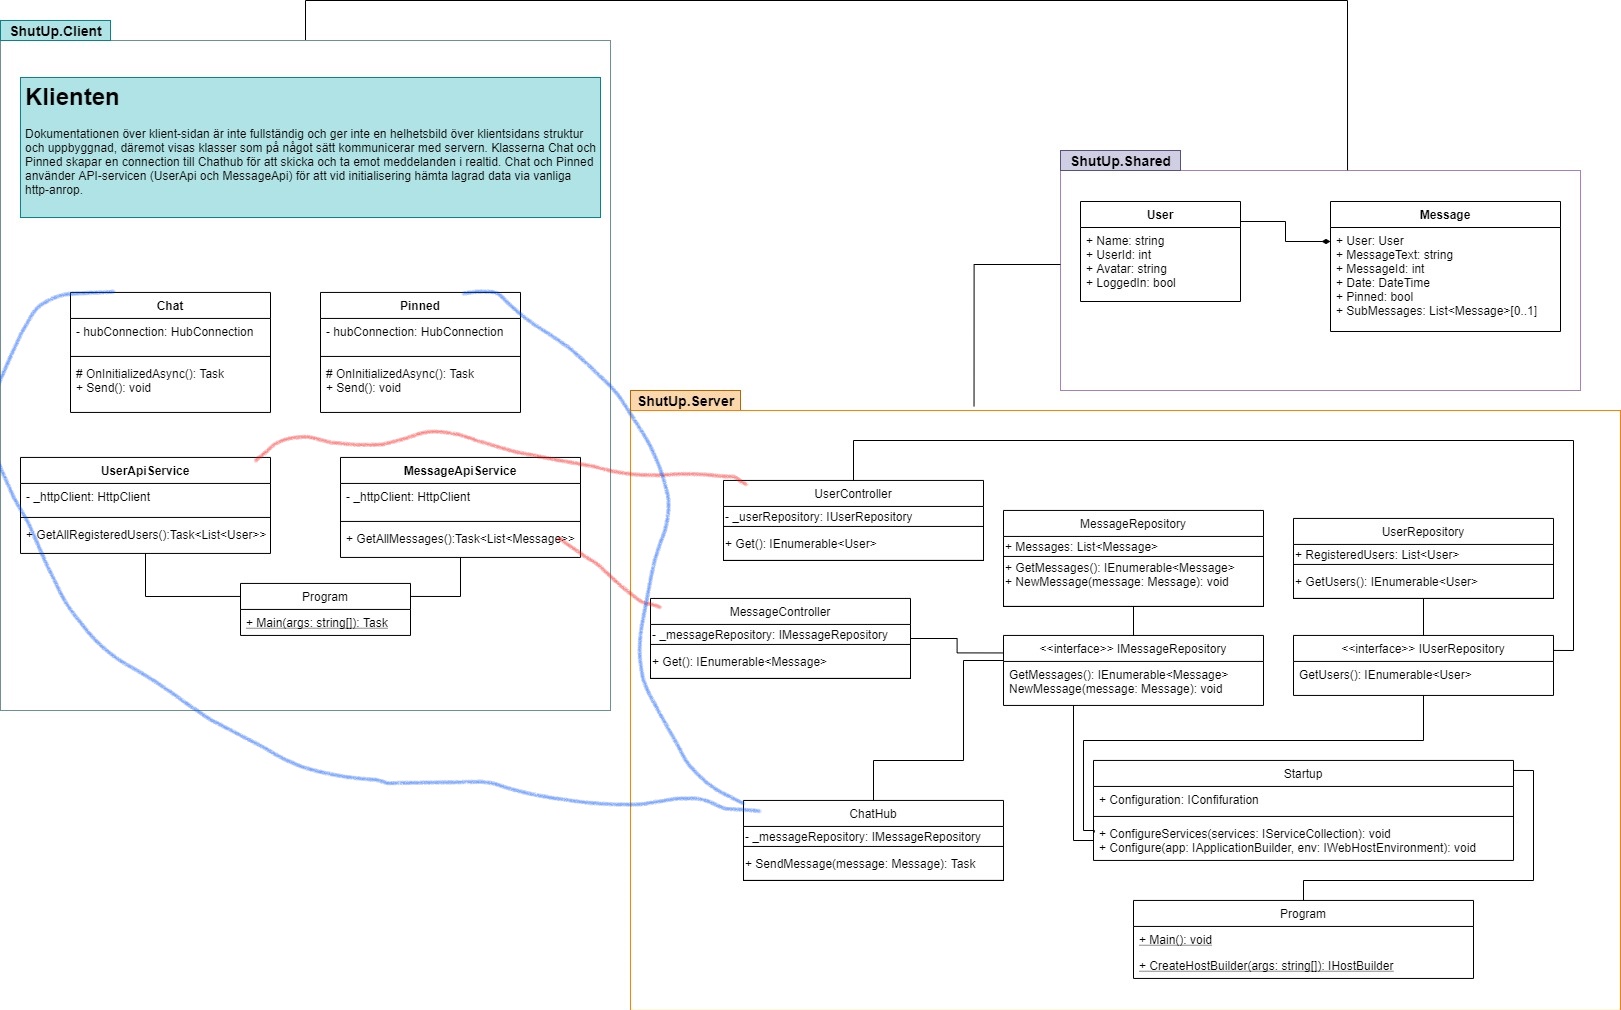 ShutUp.Client
Klienten
Dokumentationen över klient-sidan är inte fullständig och ger inte en helhetsbild över klientsidans struktur
och uppbyggnad, däremot visas klasser som på något sätt kommunicerar med servern. Klasserna Chat och
Pinned skapar en connection till Chathub för att skicka och ta emot meddelanden i realtid. Chat och Pinned
använder API-servicen (UserApi och MessageApi) för att vid initialisering hämta lagrad data via vanliga
http-anrop.
Chat
- hubConnection: HubConnection
# OnInitializedAsync(): Task
+ Send(): void
Pinned
- hubConnection: HubConnection
# OnInitializedAsync(): Task
+ Send(): void
UserApiService
- _httpClient: HttpClient
+ GetAllRegisteredUsers():Task<List<User>>
MessageApiService
- _httpClient: HttpClient
+ GetAllMessages():Task<List<Message>>
Program
+ Main(args: string[]): Task
ShutUp.Shared
User
+ Name: string
+ UserId: int
+ Avatar: string
+ LoggedIn: bool
Message
+ User: User
+ MessageText: string
+ MessageId: int
+ Date: DateTime
+ Pinned: bool
+ SubMessages: List<Message>[0..1]
ShutUp.Server
UserController
- _userRepository: IUserRepository
+ Get(): IEnumerable<User>
MessageRepository
+ Messages: List<Message>
+ GetMessages(): IEnumerable<Message>
+ NewMessage(message: Message): void
UserRepository
+ RegisteredUsers: List<User>
+ GetUsers(): IEnumerable<User>
MessageController
- _messageRepository: IMessageRepository
+ Get(): IEnumerable<Message>
<<interface>> IMessageRepository
GetMessages(): IEnumerable<Message>
NewMessage(message: Message): void
<<interface>> IUserRepository
GetUsers(): IEnumerable<User>
Startup
+ Configuration: IConfifuration
+ ConfigureServices(services: IServiceCollection): void
+ Configure(app: IApplicationBuilder, env: IWebHostEnvironment): void
ChatHub
- _messageRepository: IMessageRepository
+ SendMessage(message: Message): Task
Program
+ Main(): void
+ CreateHostBuilder(args: string[]): IHostBuilder